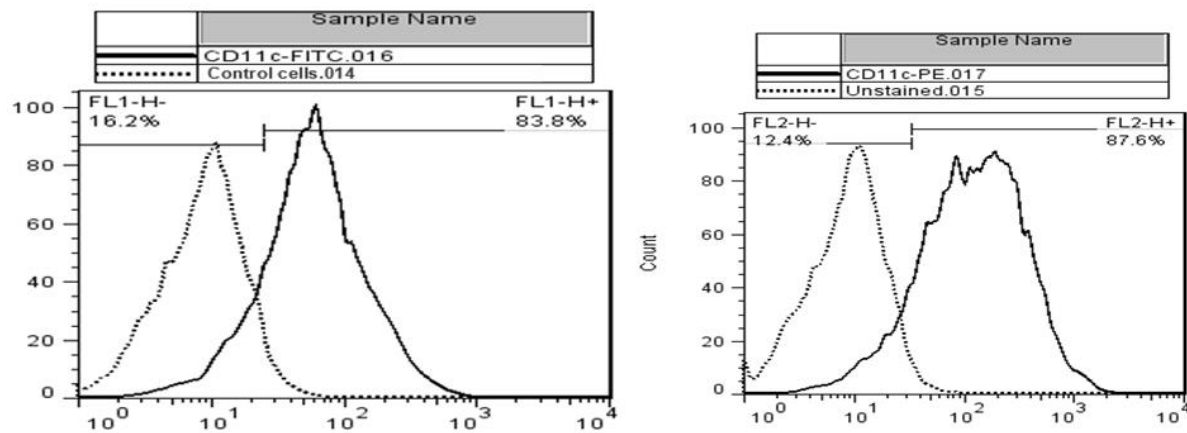 Sample Name
CD11c-FITC.016
Control cells.014
FL1-H- FL1-H+
16.2% 83.8%
100
80
60
40
20
0
10^0 10^1 10^2 10^3 10^4
Sample Name
CD11c-PE.017
Unstained.015
FL2-H- FL2-H+
12.4% 87.6%
100
80
60
40
20
0
Count
10^0 10^1 10^2 10^3 10^4